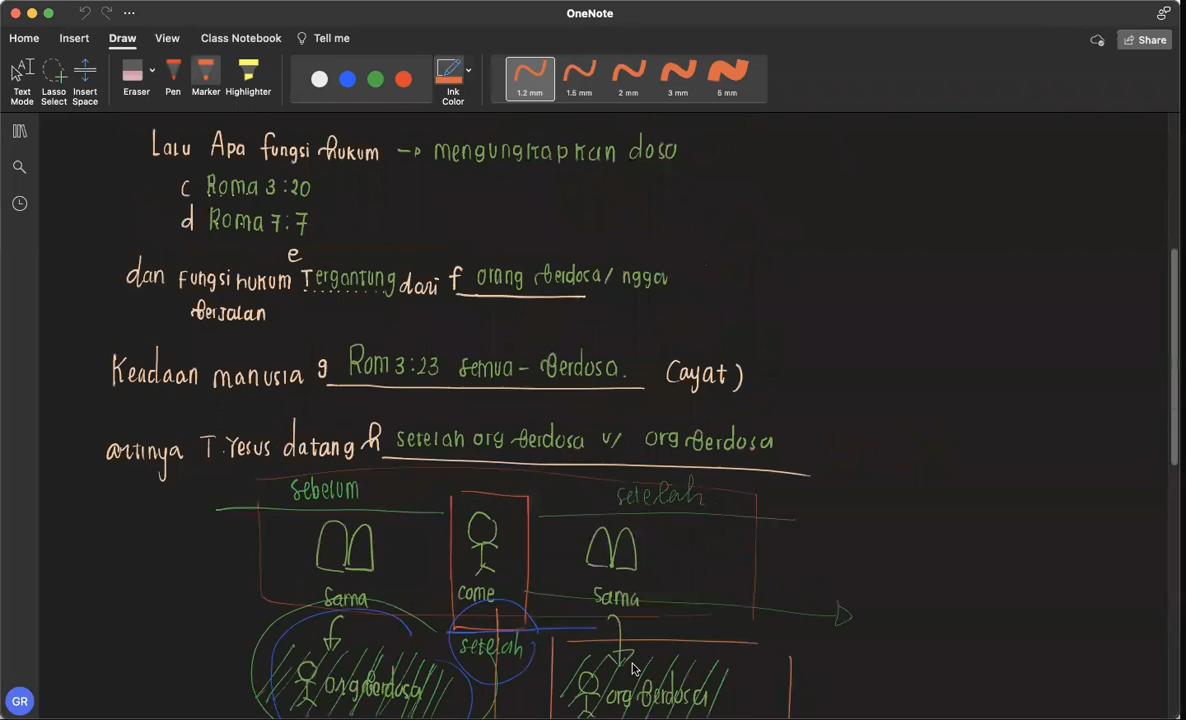 OneNote
Home Insert Draw View Class Notebook Tell me Share
Text Mode Lasso Select Insert Space Eraser Pen Marker Highlighter Ink Color 1.2 mm 1.5 mm 2 mm 3 mm 5 mm
Lalu Apa fungsi hukum → mengungkapkan dosa
c Roma 3:20
d Roma 7:7
e
dan Fungsi hukum Tergantung dari f orang berdosa/ nggak
berjalan
Keadaan manusia g Rom 3:23 semua - Berdosa. (ayat)
artinya T. Yesus datang h setelah org Berdosa u/ org Berdosa
sebelum setelah
sama come sama
setelah
org Berdosa org Berdosa
GR